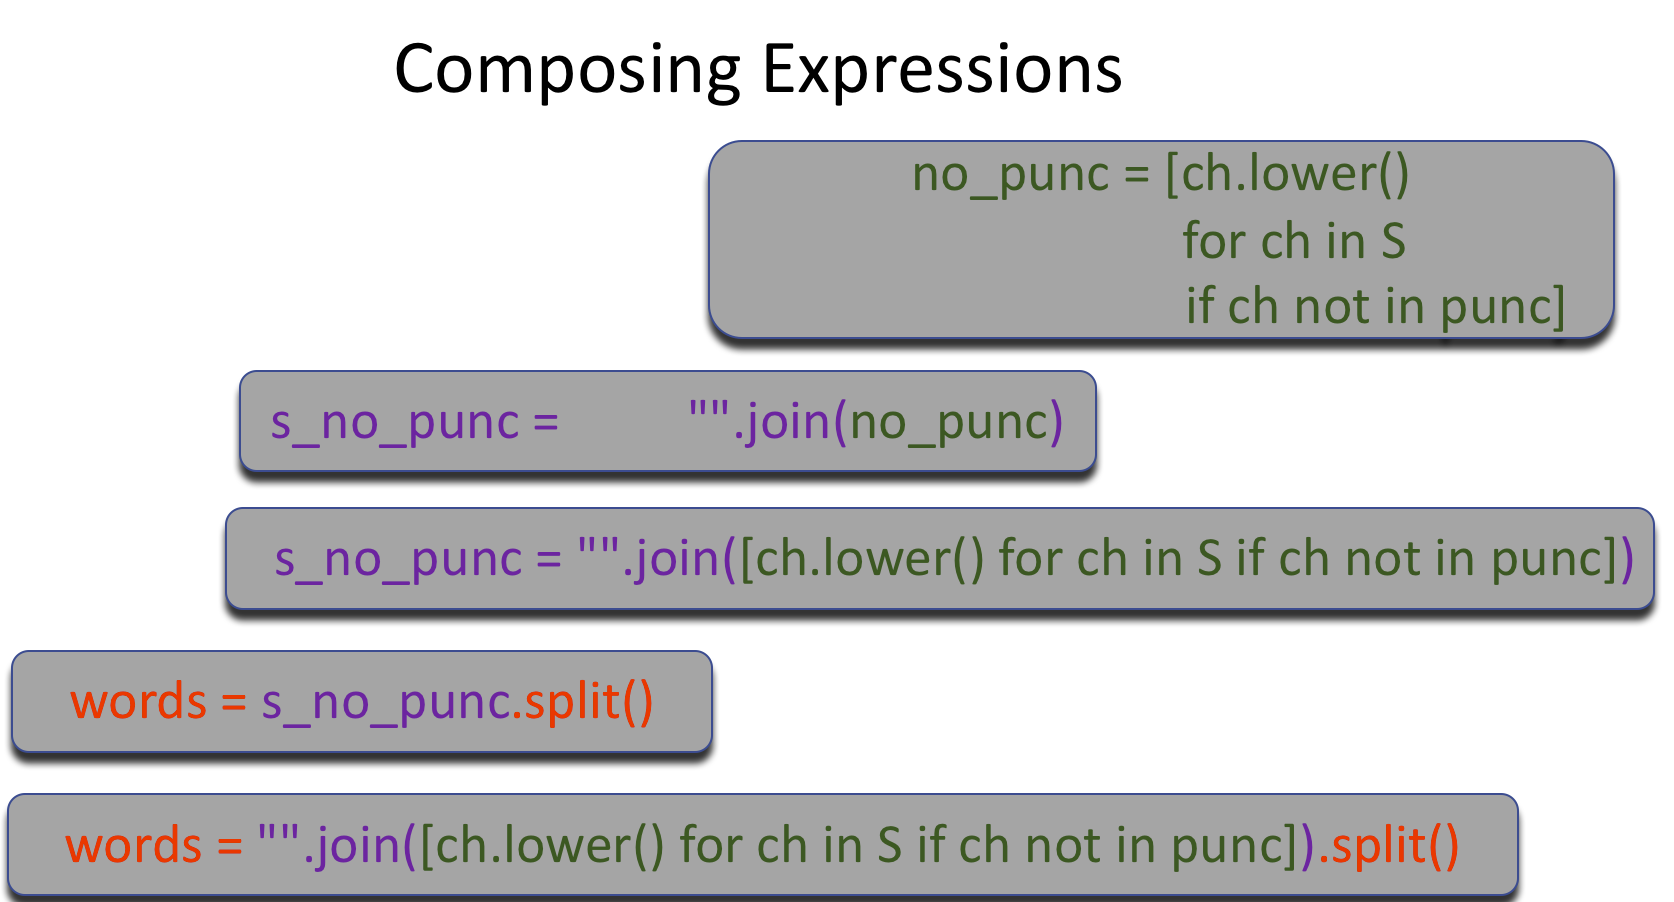 Composing Expressions
no_punc = [ch.lower()
for ch in S
if ch not in punc]
s_no_punc = "".join(no_punc)
s_no_punc = "".join([ch.lower() for ch in S if ch not in punc])
words = s_no_punc.split()
words = "".join([ch.lower() for ch in S if ch not in punc]).split()